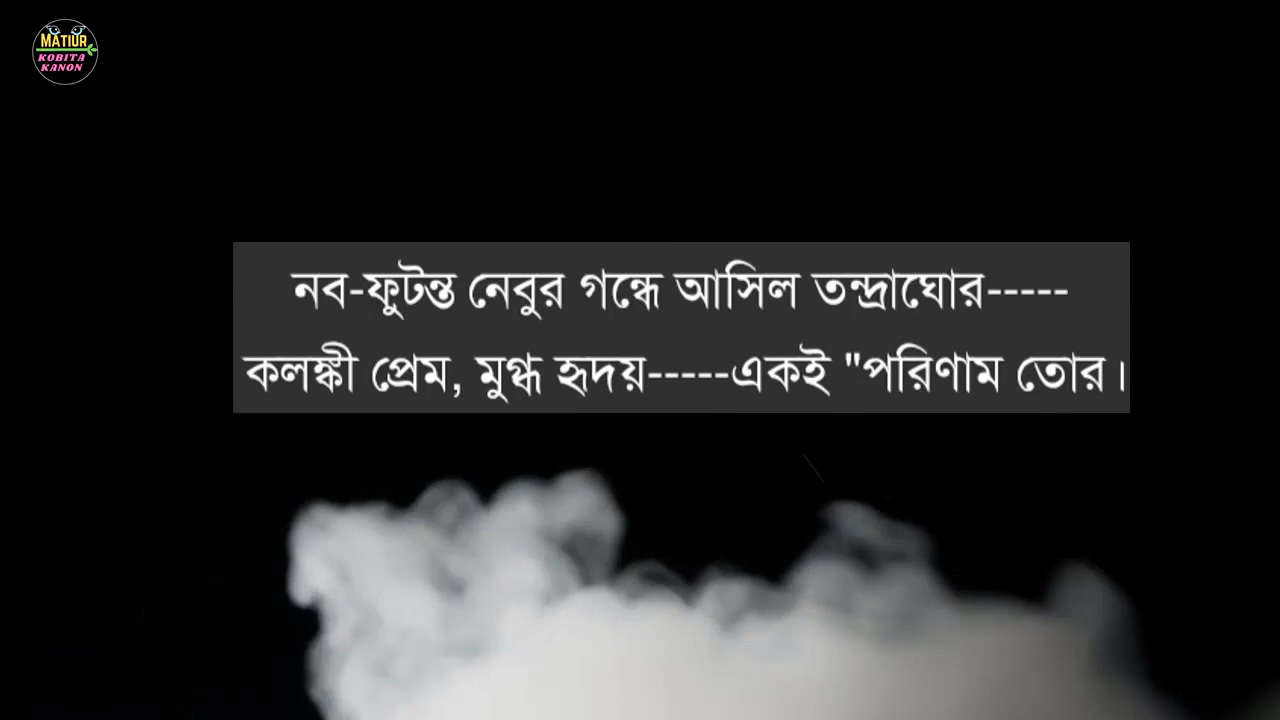 MATIUR
KOBITA
KANON
নব-ফুটন্ত নেবুর গন্ধে আসিল তন্দ্রাঘোর-----
কলঙ্কী প্রেম, মুগ্ধ হৃদয়-----একই "পরিণাম তোর।